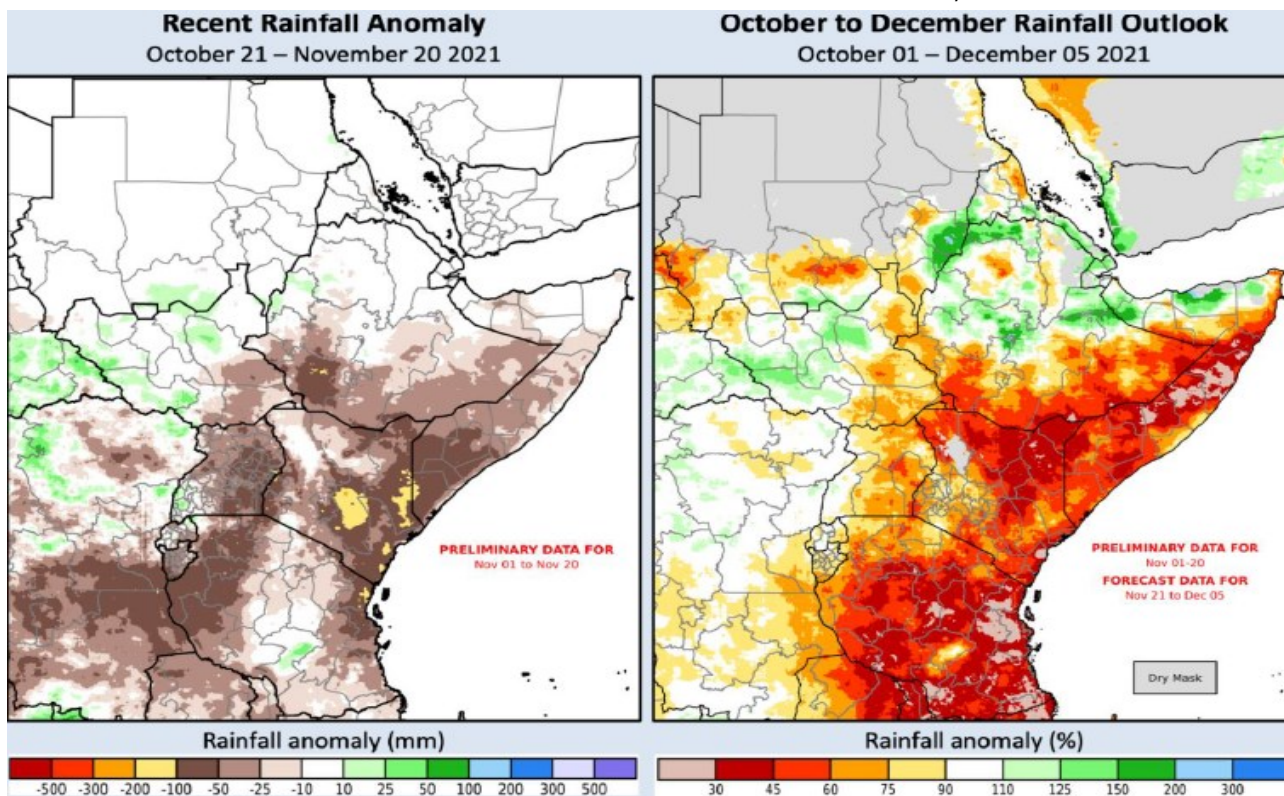 Recent Rainfall Anomaly
October 21 – November 20 2021
PRELIMINARY DATA FOR
Nov 01 to Nov 20
Rainfall anomaly (mm)
-500 -300 -200 -100 -50 -25 -10 10 25 50 100 200 300 500
October to December Rainfall Outlook
October 01 – December 05 2021
PRELIMINARY DATA FOR
Nov 01-20
FORECAST DATA FOR
Nov 21 to Dec 05
Dry Mask
Rainfall anomaly (%)
30 45 60 75 90 110 125 150 200 300